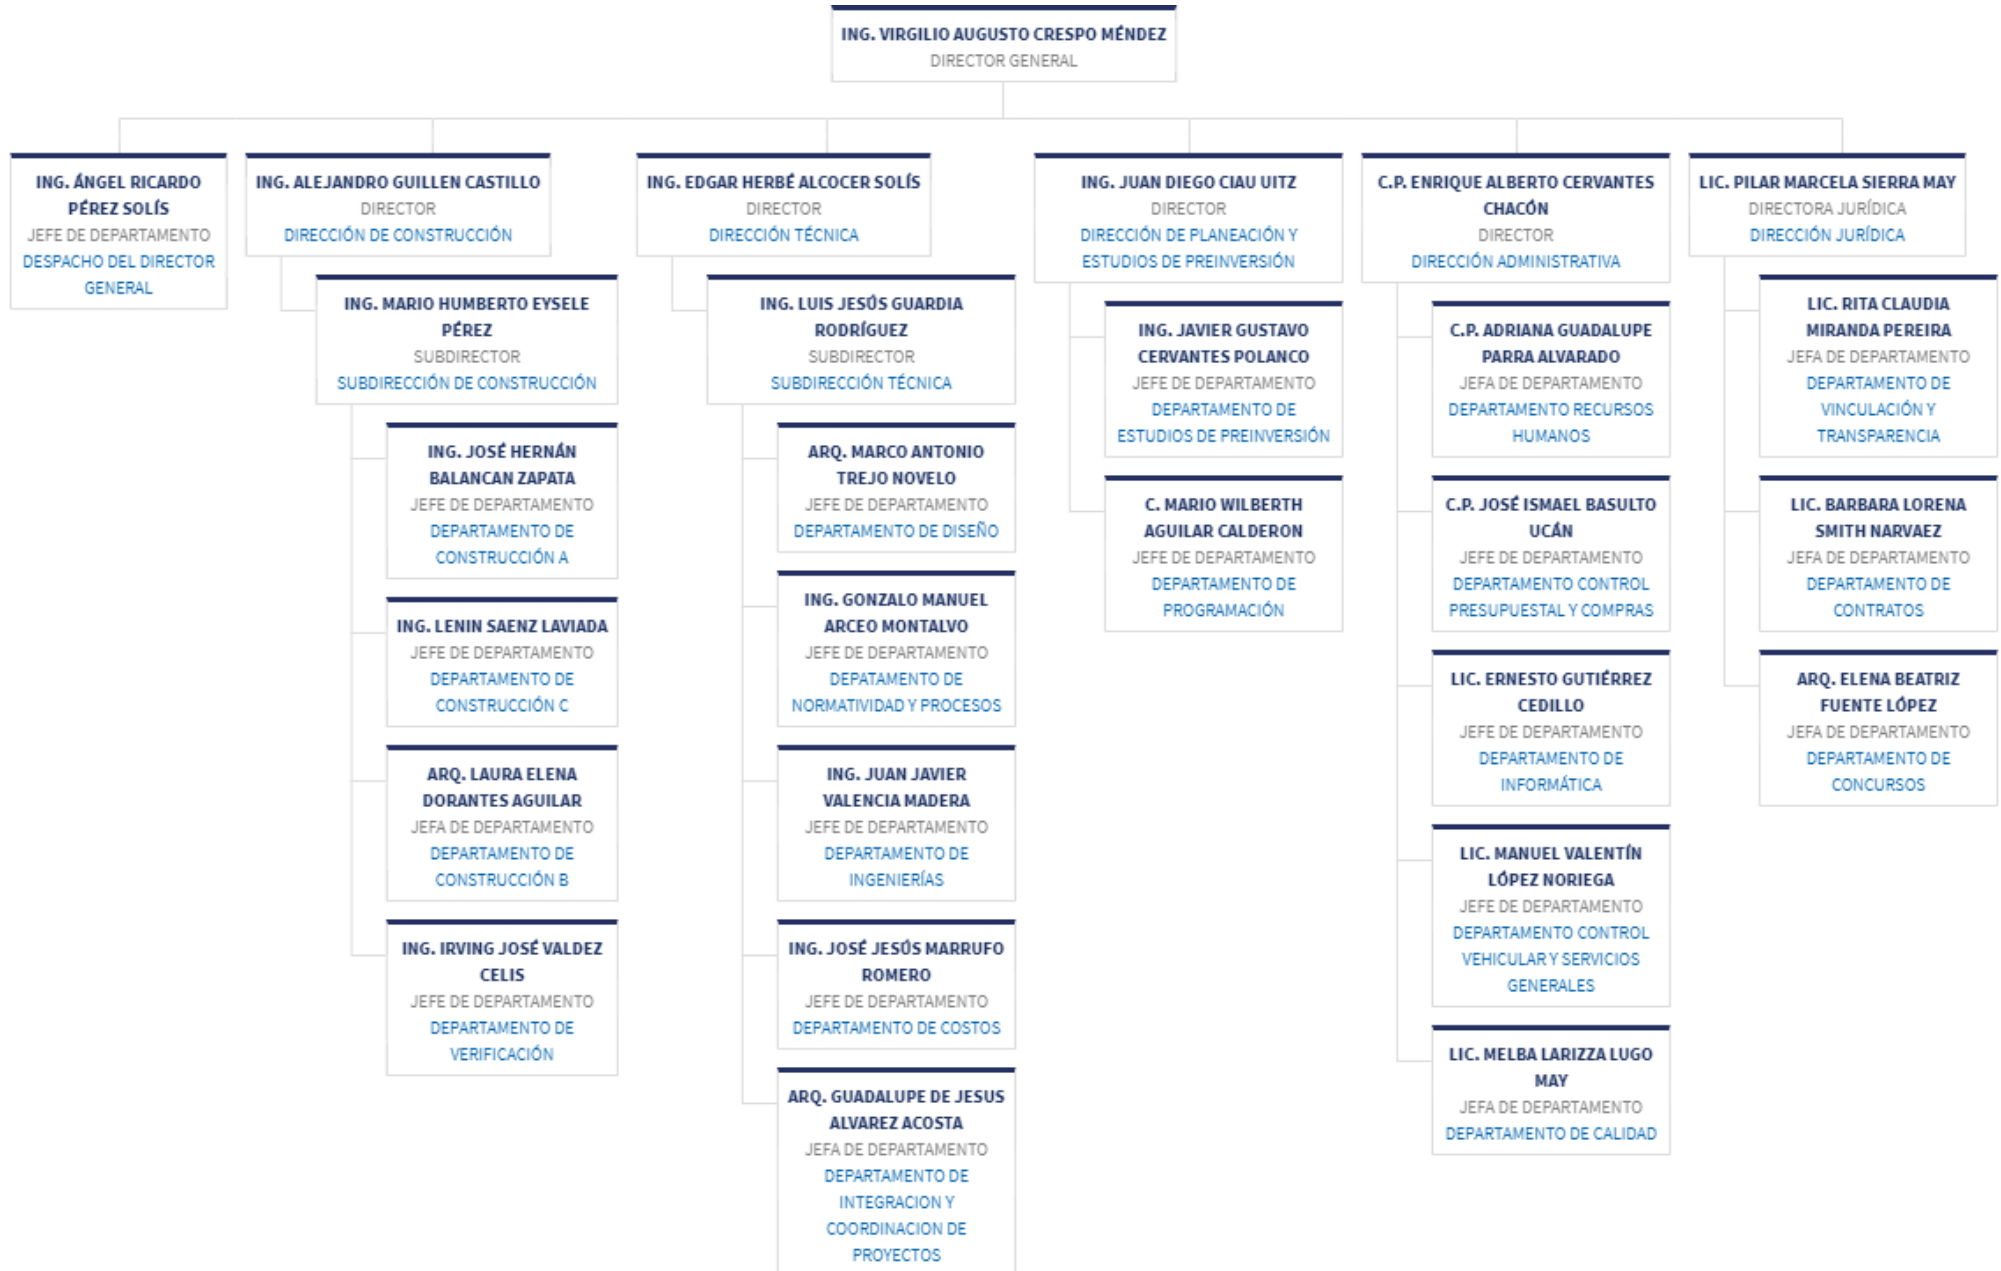 ING. VIRGILIO AUGUSTO CRESPO MÉNDEZ
DIRECTOR GENERAL
ING. ÁNGEL RICARDO
PÉREZ SOLÍS
JEFE DE DEPARTAMENTO
DESPACHO DEL DIRECTOR
GENERAL
ING. ALEJANDRO GUILLEN CASTILLO
DIRECTOR
DIRECCIÓN DE CONSTRUCCIÓN
ING. MARIO HUMBERTO EYSELE
PÉREZ
SUBDIRECTOR
SUBDIRECCIÓN DE CONSTRUCCIÓN
ING. JOSÉ HERNÁN
BALANCAN ZAPATA
JEFE DE DEPARTAMENTO
DEPARTAMENTO DE
CONSTRUCCIÓN A
ING. LENIN SAENZ LAVIADA
JEFE DE DEPARTAMENTO
DEPARTAMENTO DE
CONSTRUCCIÓN C
ARQ. LAURA ELENA
DORANTES AGUILAR
JEFA DE DEPARTAMENTO
DEPARTAMENTO DE
CONSTRUCCIÓN B
ING. IRVING JOSÉ VALDEZ
CELIS
JEFE DE DEPARTAMENTO
DEPARTAMENTO DE
VERIFICACIÓN
ING. EDGAR HERBÉ ALCOCER SOLÍS
DIRECTOR
DIRECCIÓN TÉCNICA
ING. LUIS JESÚS GUARDIA
RODRÍGUEZ
SUBDIRECTOR
SUBDIRECCIÓN TÉCNICA
ARQ. MARCO ANTONIO
TREJO NOVELO
JEFE DE DEPARTAMENTO
DEPARTAMENTO DE DISEÑO
ING. GONZALO MANUEL
ARCEO MONTALVO
JEFE DE DEPARTAMENTO
DEPATAMENTO DE
NORMATIVIDAD Y PROCESOS
ING. JUAN JAVIER
VALENCIA MADERA
JEFE DE DEPARTAMENTO
DEPARTAMENTO DE
INGENIERÍAS
ING. JOSÉ JESÚS MARRUFO
ROMERO
JEFE DE DEPARTAMENTO
DEPARTAMENTO DE COSTOS
ARQ. GUADALUPE DE JESUS
ALVAREZ ACOSTA
JEFA DE DEPARTAMENTO
DEPARTAMENTO DE
INTEGRACION Y
COORDINACION DE
PROYECTOS
ING. JUAN DIEGO CIAU UITZ
DIRECTOR
DIRECCIÓN DE PLANEACIÓN Y
ESTUDIOS DE PREINVERSIÓN
ING. JAVIER GUSTAVO
CERVANTES POLANCO
JEFE DE DEPARTAMENTO
DEPARTAMENTO DE
ESTUDIOS DE PREINVERSIÓN
C. MARIO WILBERTH
AGUILAR CALDERON
JEFE DE DEPARTAMENTO
DEPARTAMENTO DE
PROGRAMACIÓN
C.P. ENRIQUE ALBERTO CERVANTES
CHACÓN
DIRECTOR
DIRECCIÓN ADMINISTRATIVA
C.P. ADRIANA GUADALUPE
PARRA ALVARADO
JEFA DE DEPARTAMENTO
DEPARTAMENTO RECURSOS
HUMANOS
C.P. JOSÉ ISMAEL BASULTO
UCÁN
JEFE DE DEPARTAMENTO
DEPARTAMENTO CONTROL
PRESUPUESTAL Y COMPRAS
LIC. ERNESTO GUTIÉRREZ
CEDILLO
JEFE DE DEPARTAMENTO
DEPARTAMENTO DE
INFORMÁTICA
LIC. MANUEL VALENTÍN
LÓPEZ NORIEGA
JEFE DE DEPARTAMENTO
DEPARTAMENTO CONTROL
VEHICULAR Y SERVICIOS
GENERALES
LIC. MELBA LARIZZA LUGO
MAY
JEFA DE DEPARTAMENTO
DEPARTAMENTO DE CALIDAD
LIC. PILAR MARCELA SIERRA MAY
DIRECTORA JURÍDICA
DIRECCIÓN JURÍDICA
LIC. RITA CLAUDIA
MIRANDA PEREIRA
JEFA DE DEPARTAMENTO
DEPARTAMENTO DE
VINCULACIÓN Y
TRANSPARENCIA
LIC. BARBARA LORENA
SMITH NARVAEZ
JEFA DE DEPARTAMENTO
DEPARTAMENTO DE
CONTRATOS
ARQ. ELENA BEATRIZ
FUENTE LÓPEZ
JEFA DE DEPARTAMENTO
DEPARTAMENTO DE
CONCURSOS